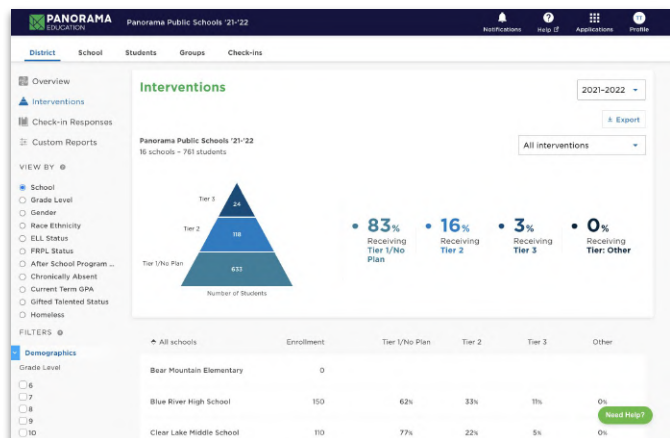 PANORAMA
EDUCATION
Panorama Public Schools '21-'22
Notifications
Help
Applications
TT
Profile
District
School
Students
Groups
Check-ins
Overview
Interventions
Check-in Responses
Custom Reports
VIEW BY
School
Grade Level
Gender
Race Ethnicity
ELL Status
FRPL Status
After School Program ...
Chronically Absent
Current Term GPA
Gifted Talented Status
Homeless
FILTERS
Demographics
Grade Level
6
7
8
9
10
Interventions
2021-2022
Export
Panorama Public Schools '21-'22
16 schools – 761 students
All interventions
Tier 3
24
Tier 2
118
Tier 1/No Plan
633
Number of Students
83%
Receiving
Tier 1/No
Plan
16%
Receiving
Tier 2
3%
Receiving
Tier 3
0%
Receiving
Tier: Other
All schools Enrollment Tier 1/No Plan Tier 2 Tier 3 Other
Bear Mountain Elementary 0
Blue River High School 150 62% 33% 11% 0%
Need Help?
Clear Lake Middle School 110 77% 22% 5% 0%